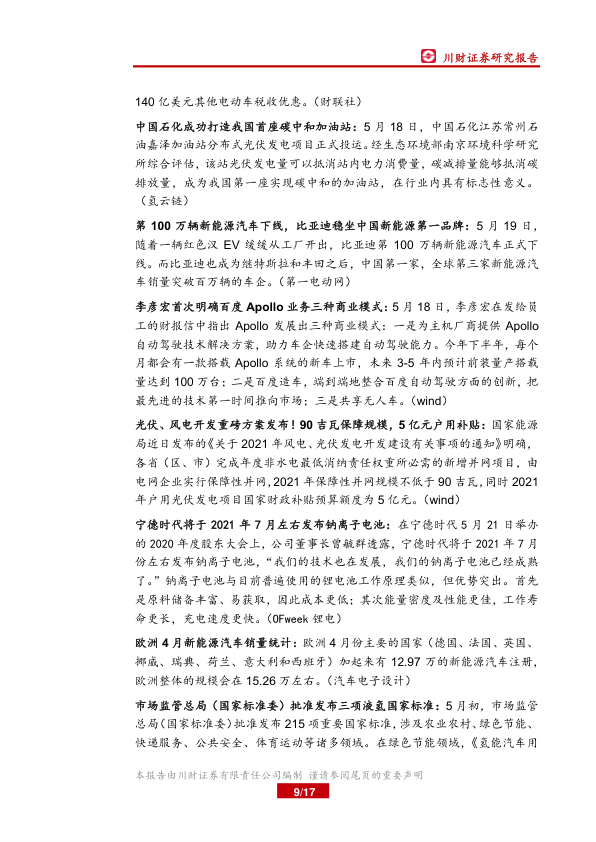 川财证券研究报告
140 亿美元其他电动车税收优惠。（财联社）
中国石化成功打造我国首座碳中和加油站：5 月 18 日，中国石化江苏常州石
油嘉泽加油站分布式光伏发电项目正式投运。经生态环境部南京环境科学研究
所综合评估，该站光伏发电量可以抵消站内电力消费量，碳减排量能够抵消碳
排放量，成为我国第一座实现碳中和的加油站，在行业内具有标志性意义。
（氢云链）
第 100 万辆新能源汽车下线，比亚迪稳坐中国新能源第一品牌：5 月 19 日，
随着一辆红色汉 EV 缓缓从工厂开出，比亚迪第 100 万辆新能源汽车正式下
线。而比亚迪也成为继特斯拉和丰田之后，中国第一家，全球第三家新能源汽
车销量突破百万辆的车企。（第一电动网）
李彦宏首次明确百度 Apollo 业务三种商业模式：5 月 18 日，李彦宏在发给员
工的财报信中指出 Apollo 发展出三种商业模式：一是为主机厂商提供 Apollo
自动驾驶技术解决方案，助力车企快速搭建自动驾驶能力。今年下半年，每个
月都会有一款搭载 Apollo 系统的新车上市，未来 3-5 年内预计前装量产搭载
量达到 100 万台；二是百度造车，端到端地整合百度自动驾驶方面的创新，把
最先进的技术第一时间推向市场；三是共享无人车。（wind）
光伏、风电开发重磅方案发布！90 吉瓦保障规模，5 亿元户用补贴：国家能源
局近日发布的《关于 2021 年风电、光伏发电开发建设有关事项的通知》明确，
各省（区、市）完成年度非水电最低消纳责任权重所必需的新增并网项目，由
电网企业实行保障性并网，2021 年保障性并网规模不低于 90 吉瓦，同时 2021
年户用光伏发电项目国家财政补贴预算额度为 5 亿元。（wind）
宁德时代将于 2021 年 7 月左右发布钠离子电池：在宁德时代 5 月 21 日举办
的 2020 年度股东大会上，公司董事长曾毓群透露，宁德时代将于 2021 年 7 月
份左右发布钠离子电池，“我们的技术也在发展，我们的钠离子电池已经成熟
了。”钠离子电池与目前普遍使用的锂电池工作原理类似，但优势突出。首先
是原料储备丰富、易获取，因此成本更低；其次能量密度及性能更佳，工作寿
命更长，充电速度更快。（OFweek 锂电）
欧洲 4 月新能源汽车销量统计：欧洲 4 月份主要的国家（德国、法国、英国、
挪威、瑞典、荷兰、意大利和西班牙）加起来有 12.97 万的新能源汽车注册，
欧洲整体的规模会在 15.26 万左右。（汽车电子设计）
市场监管总局（国家标准委）批准发布三项液氢国家标准：5 月初，市场监管
总局（国家标准委）批准发布 215 项重要国家标准，涉及农业农村、绿色节能、
快递服务、公共安全、体育运动等诸多领域。在绿色节能领域，《氢能汽车用
本报告由川财证券有限责任公司编制 谨请参阅尾页的重要声明
9/17